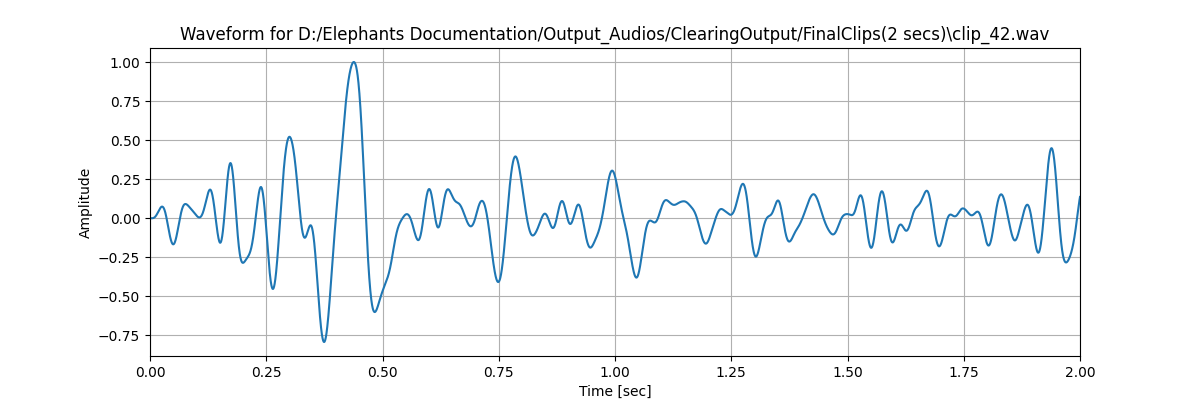 Waveform for D:/Elephants Documentation/Output_Audios/ClearingOutput/FinalClips(2 secs)\clip_42.wav
1.00
0.75
0.50
0.25
0.00
−0.25
−0.50
−0.75
Amplitude
0.00 0.25 0.50 0.75 1.00 1.25 1.50 1.75 2.00
Time [sec]